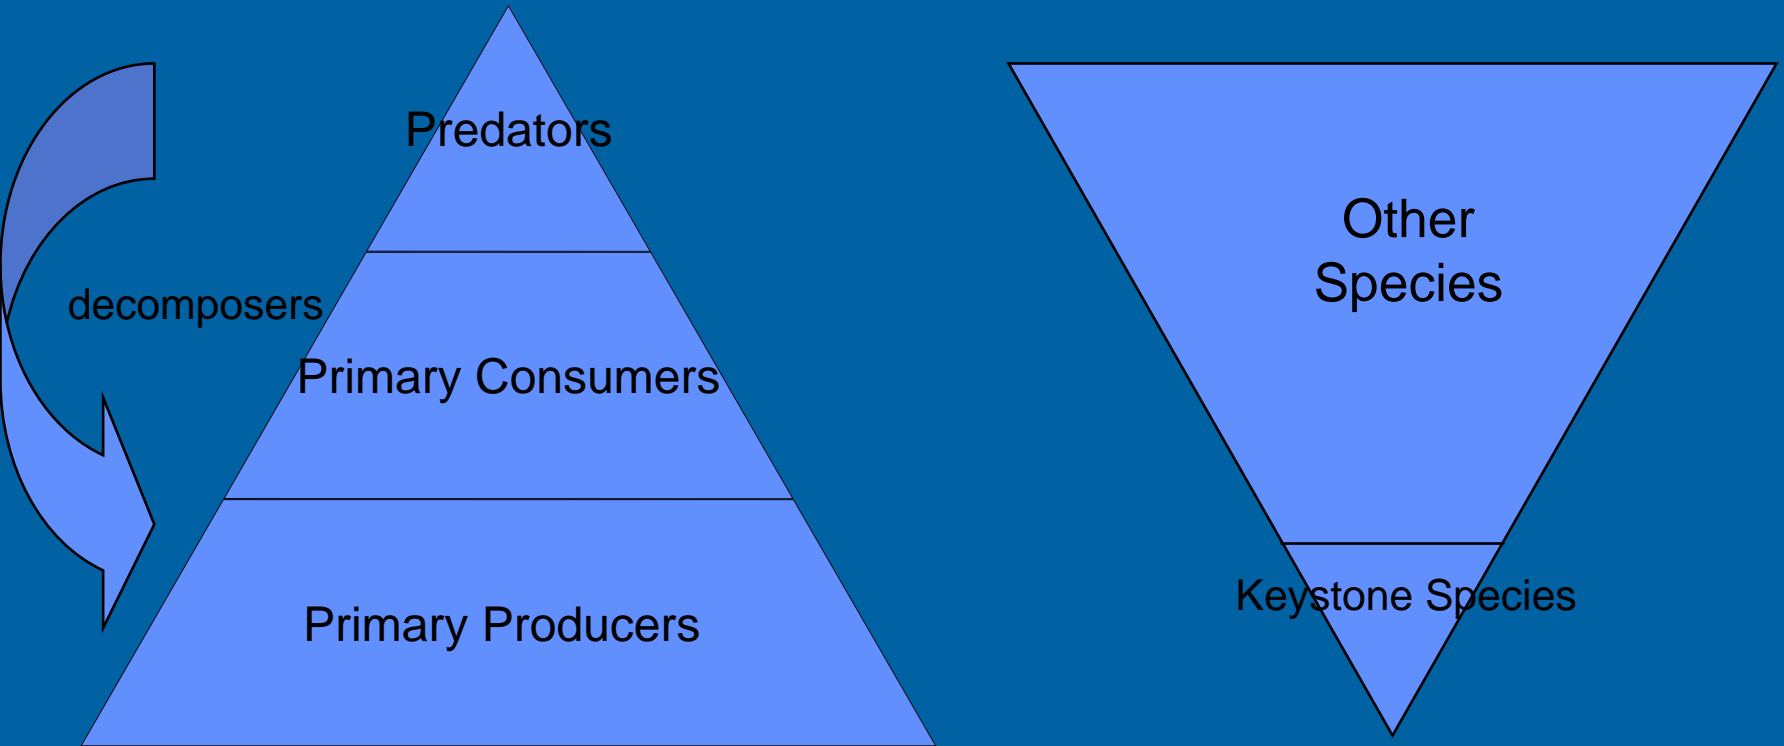 Predators
decomposers
Primary Consumers
Primary Producers
Other
Species
Keystone Species